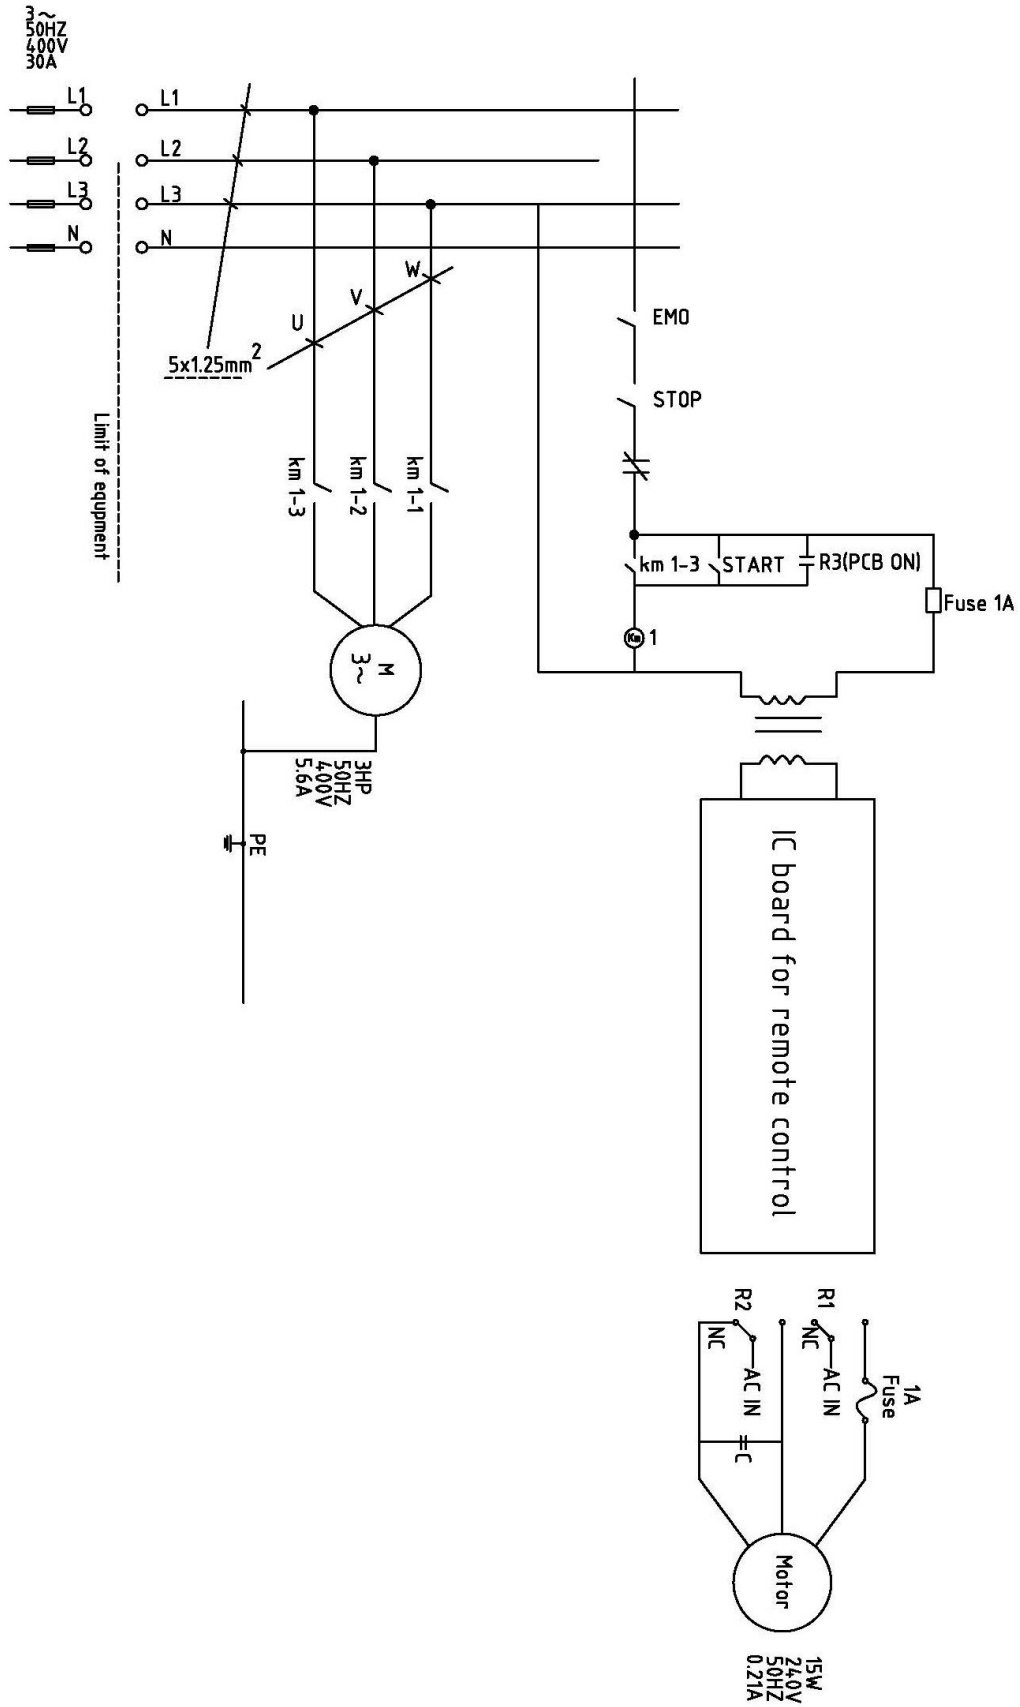 3~
50HZ
400V
30A
L1
L1
L2
L2
L3
L3
N
N
W
V
U
5x1.25mm²
Limit of equpment
km 1-3
km 1-2
km 1-1
EMO
STOP
km 1-3
START
R3(PCB ON)
Fuse 1A
Km
1
M
3~
3HP
50HZ
400V
5.6A
PE
IC board for remote control
R2
NC
AC IN
R1
NC
AC IN
1A
Fuse
C
Motor
15W
240V
50HZ
0.21A